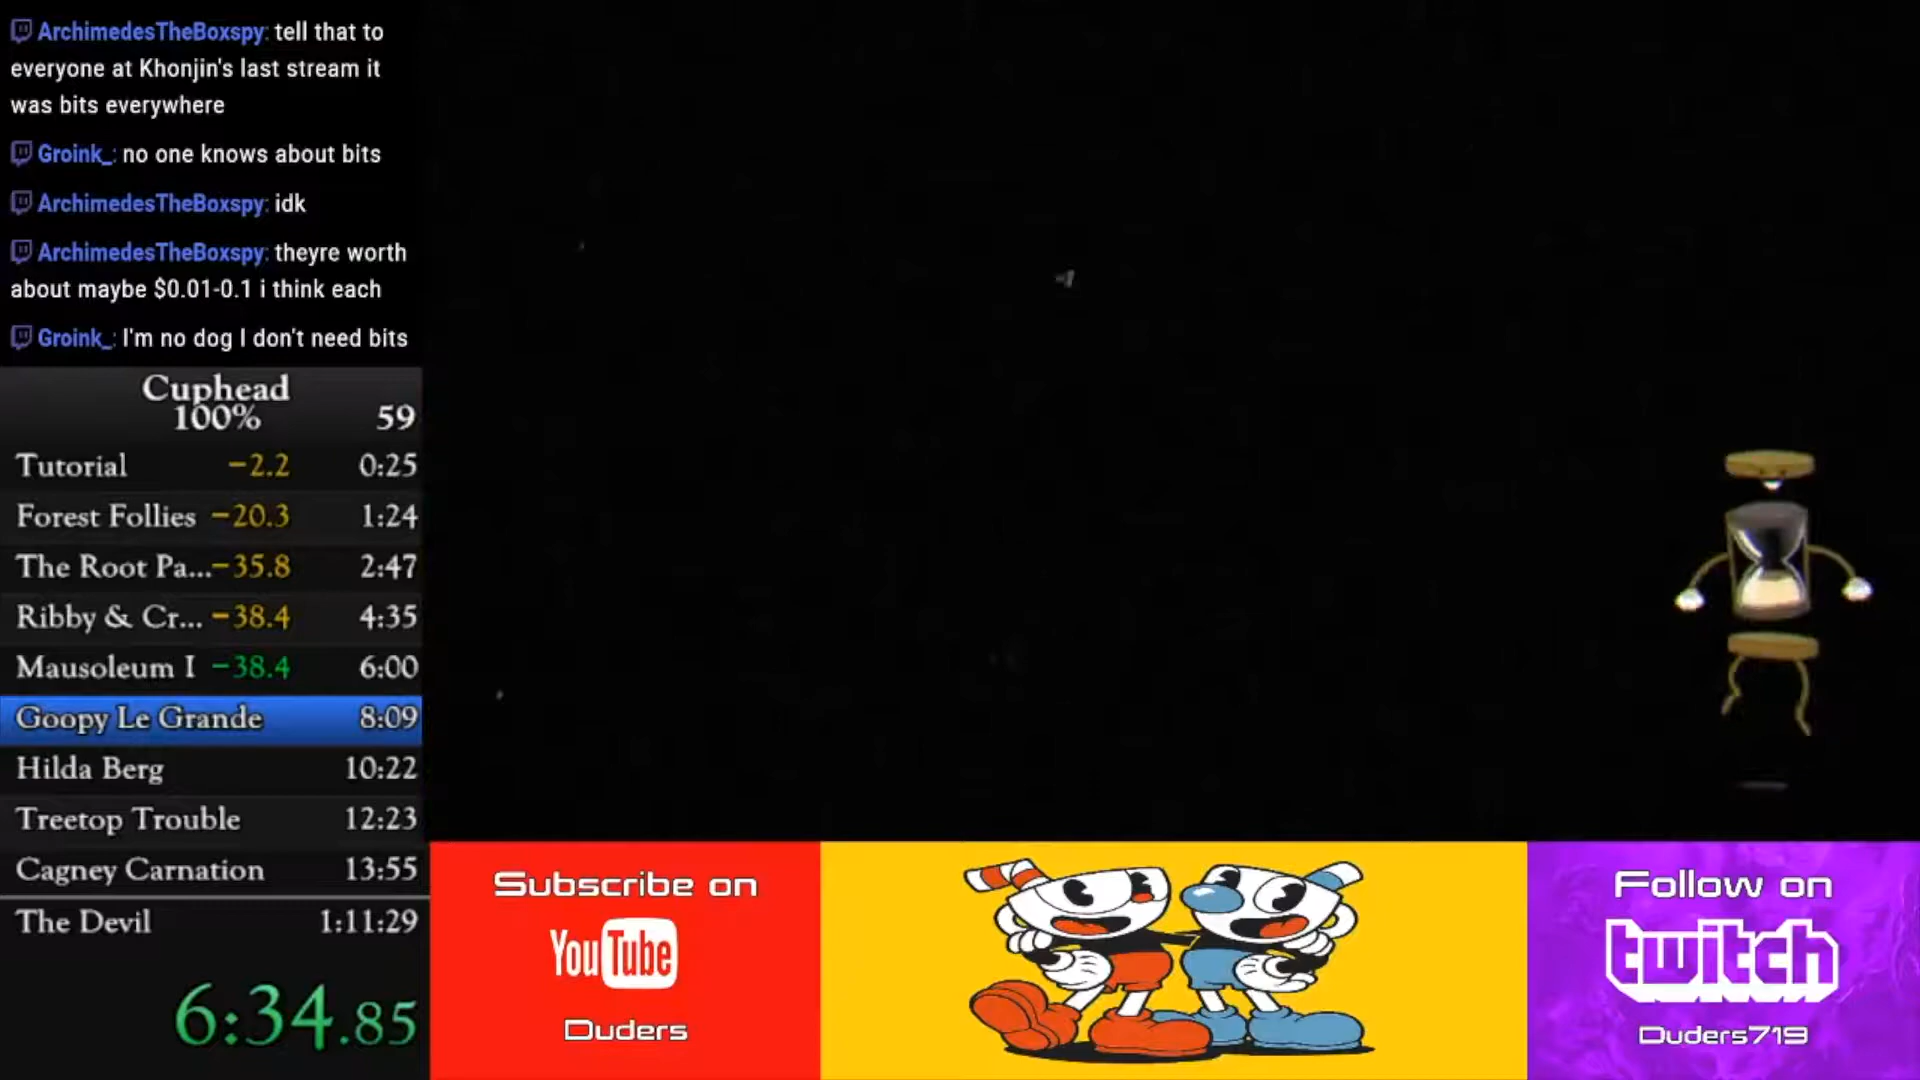 ArchimedesTheBoxspy: tell that to
everyone at Khonjin's last stream it
was bits everywhere
Groink_: no one knows about bits
ArchimedesTheBoxspy: idk
ArchimedesTheBoxspy: theyre worth
about maybe $0.01-0.1 i think each
Groink_: I'm no dog I don't need bits
Cuphead
100% 59
Tutorial −2.2 0:25
Forest Follies −20.3 1:24
The Root Pa...−35.8 2:47
Ribby & Cr... −38.4 4:35
Mausoleum I −38.4 6:00
Goopy Le Grande 8:09
Hilda Berg 10:22
Treetop Trouble 12:23
Cagney Carnation 13:55
The Devil 1:11:29
6:34.85
Subscribe on
YouTube
Duders
Follow on
twitch
Duders719